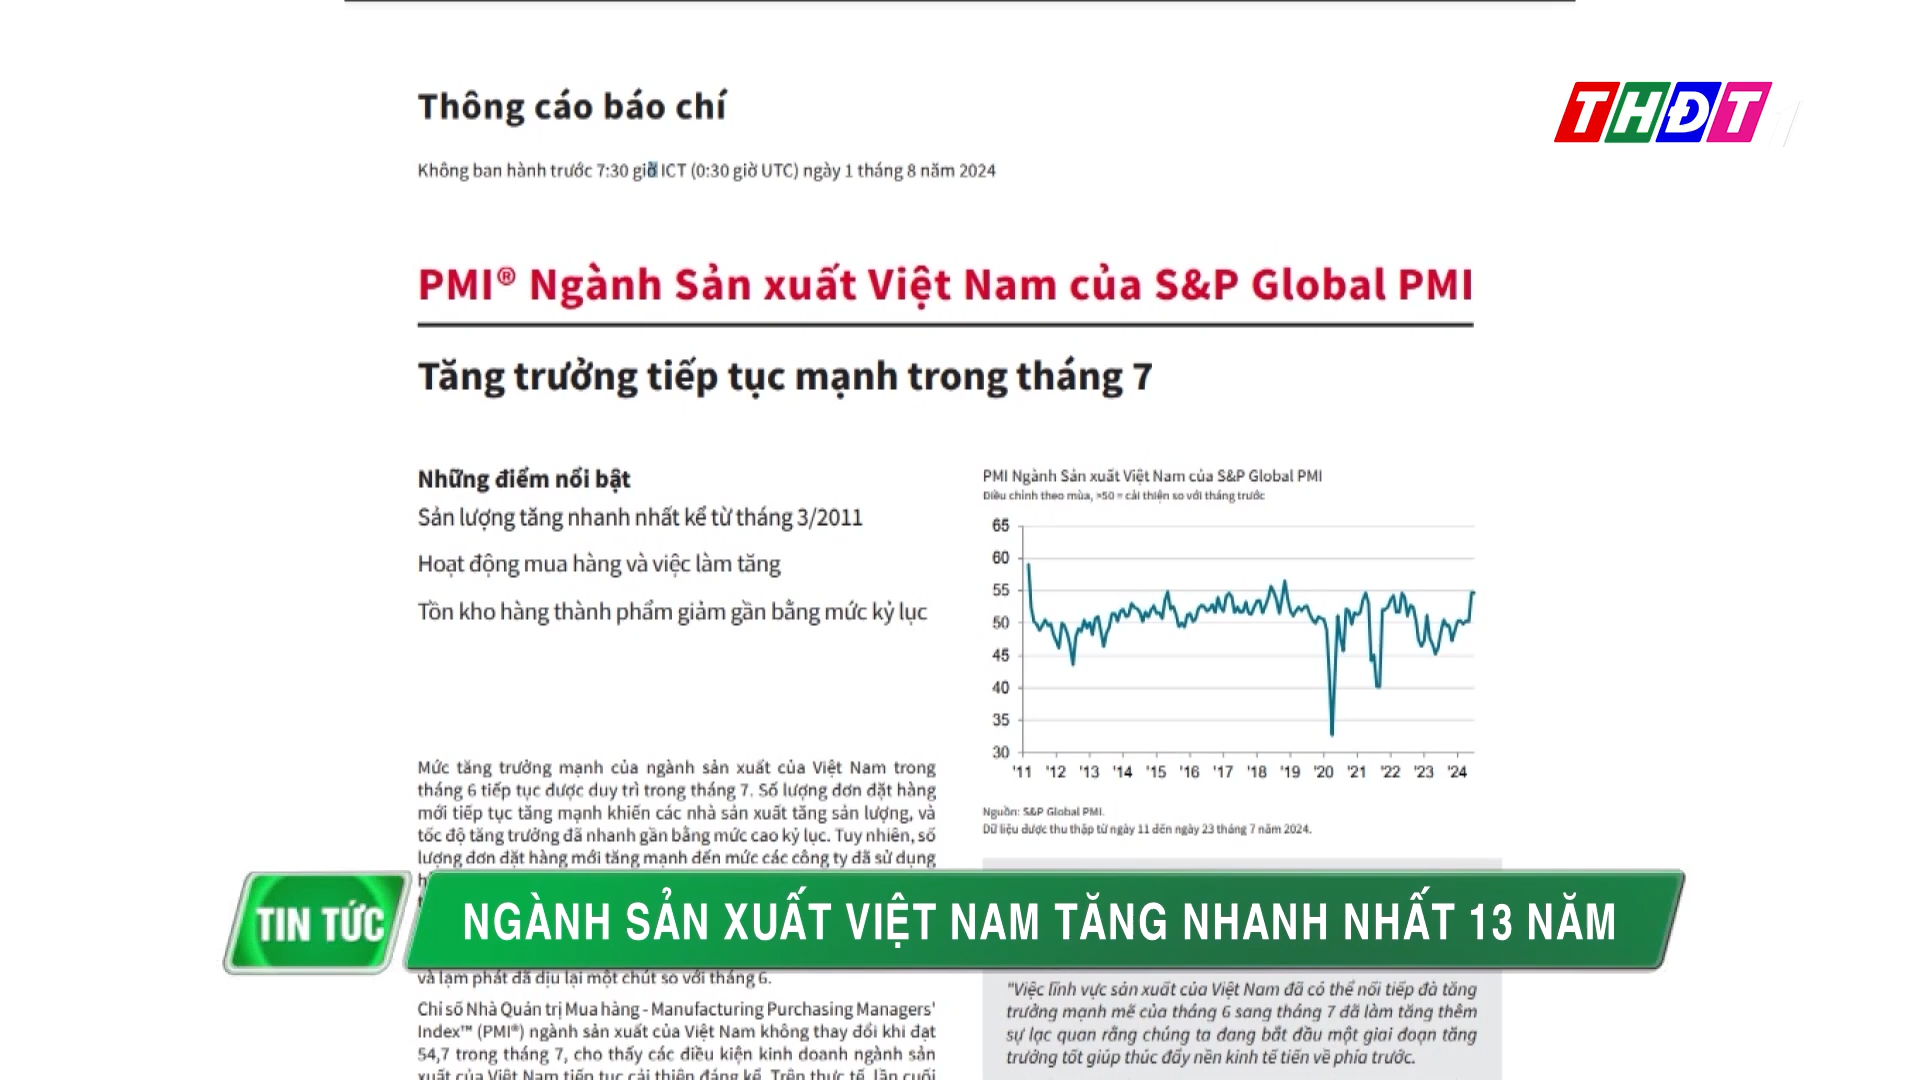 THĐT1
Thông cáo báo chí
Không ban hành trước 7:30 giờ ICT (0:30 giờ UTC) ngày 1 tháng 8 năm 2024
PMI® Ngành Sản xuất Việt Nam của S&P Global PMI
Tăng trưởng tiếp tục mạnh trong tháng 7
Những điểm nổi bật
Sản lượng tăng nhanh nhất kể từ tháng 3/2011
Hoạt động mua hàng và việc làm tăng
Tồn kho hàng thành phẩm giảm gần bằng mức kỷ lục
Mức tăng trưởng mạnh của ngành sản xuất của Việt Nam trong
tháng 6 tiếp tục được duy trì trong tháng 7. Số lượng đơn đặt hàng
mới tiếp tục tăng mạnh khiến các nhà sản xuất tăng sản lượng, và
tốc độ tăng trưởng đã nhanh gần bằng mức cao kỷ lục. Tuy nhiên, số
lượng đơn đặt hàng mới tăng mạnh đến mức các công ty đã sử dụng
và lạm phát đã dịu lại một chút so với tháng 6.
Chỉ số Nhà Quản trị Mua hàng - Manufacturing Purchasing Managers'
Index™ (PMI®) ngành sản xuất của Việt Nam không thay đổi khi đạt
54,7 trong tháng 7, cho thấy các điều kiện kinh doanh ngành sản
xuất của Việt Nam tiếp tục cải thiện đáng kể. Trên thực tế, lần cuối
PMI Ngành Sản xuất Việt Nam của S&P Global PMI
Điều chỉnh theo mùa, >50 = cải thiện so với tháng trước
65
60
55
50
45
40
35
30
'11 '12 '13 '14 '15 '16 '17 '18 '19 '20 '21 '22 '23 '24
Nguồn: S&P Global PMI.
Dữ liệu được thu thập từ ngày 11 đến ngày 23 tháng 7 năm 2024.
"Việc lĩnh vực sản xuất của Việt Nam đã có thể nối tiếp đà tăng
trưởng mạnh mẽ của tháng 6 sang tháng 7 đã làm tăng thêm
sự lạc quan rằng chúng ta đang bắt đầu một giai đoạn tăng
trưởng tốt giúp thúc đẩy nền kinh tế tiến về phía trước.
TIN TỨC
NGÀNH SẢN XUẤT VIỆT NAM TĂNG NHANH NHẤT 13 NĂM